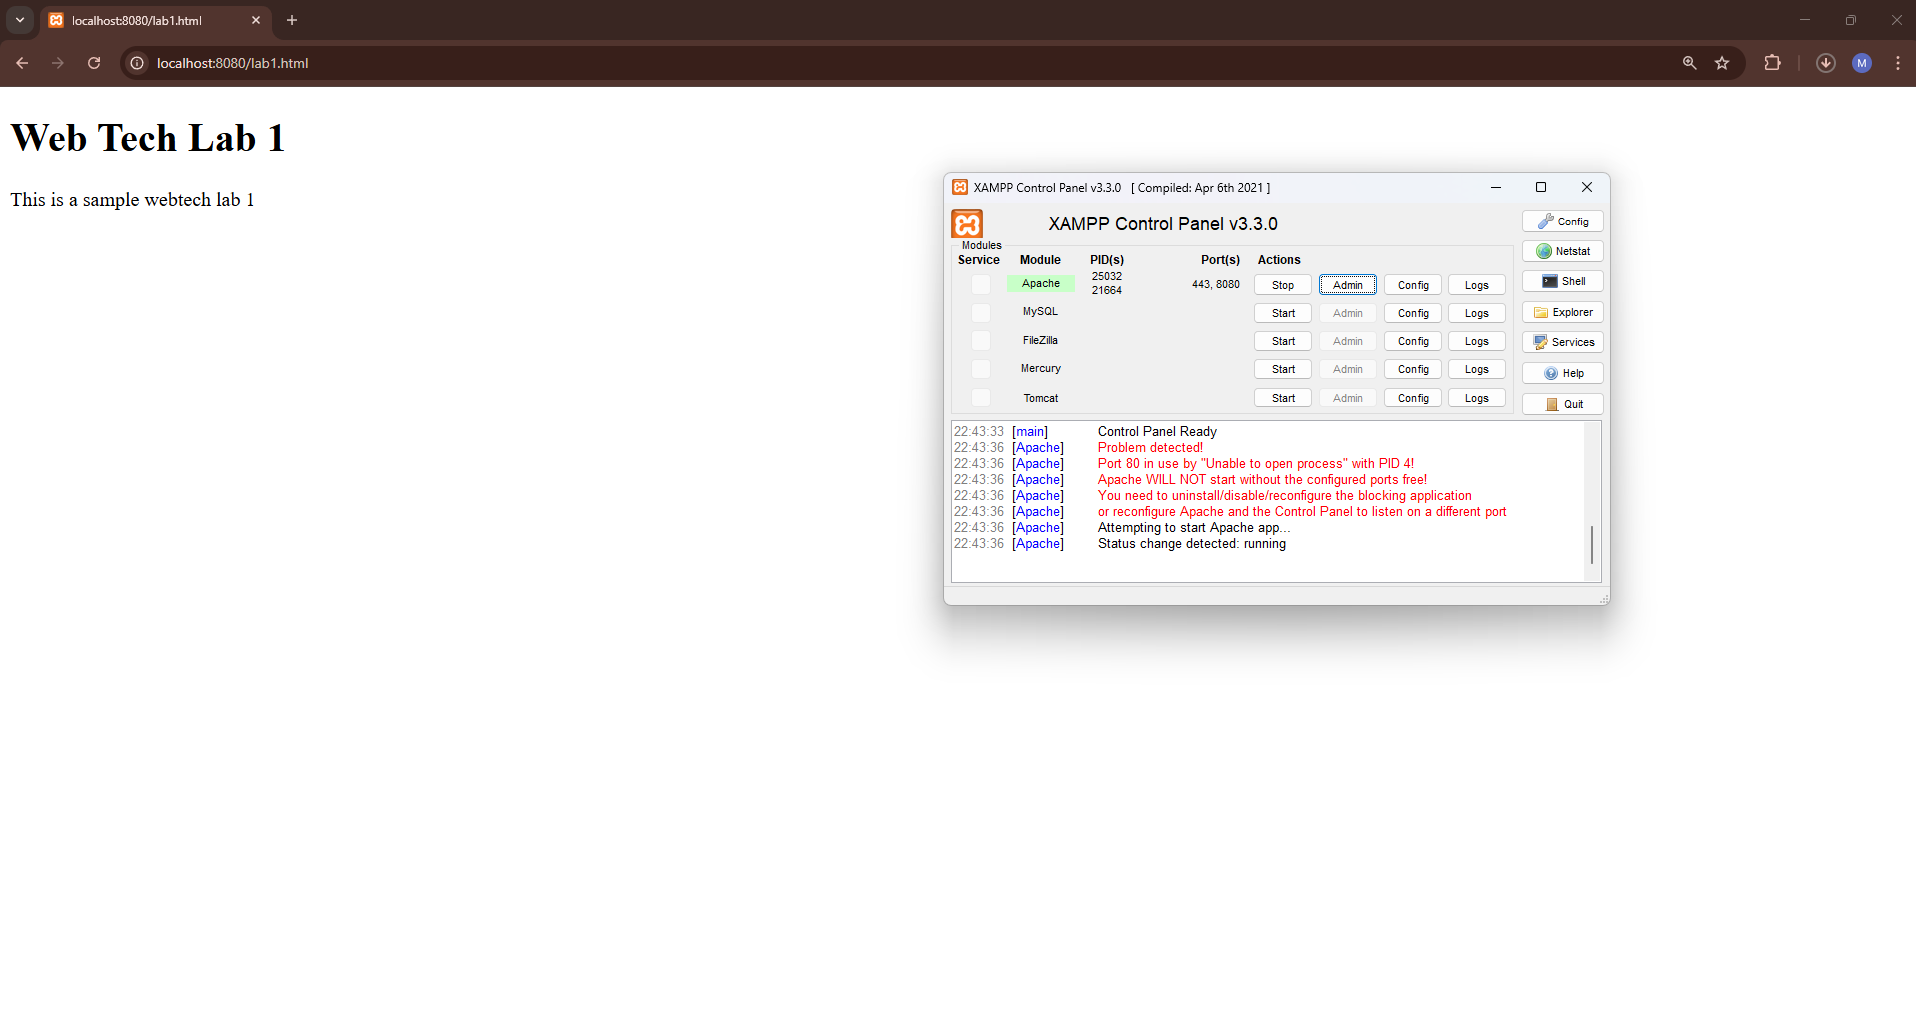 localhost:8080/lab1.html
localhost:8080/lab1.html
M
Web Tech Lab 1
This is a sample webtech lab 1
XAMPP Control Panel v3.3.0 [ Compiled: Apr 6th 2021 ]
XAMPP Control Panel v3.3.0
Config
Modules
Service Module PID(s) Port(s) Actions
Netstat
Apache 25032 21664 443, 8080 Stop Admin Config Logs
Shell
MySQL Start Admin Config Logs
Explorer
FileZilla Start Admin Config Logs
Services
Mercury Start Admin Config Logs
Help
Tomcat Start Admin Config Logs
Quit
22:43:33 [main] Control Panel Ready
22:43:36 [Apache] Problem detected!
22:43:36 [Apache] Port 80 in use by "Unable to open process" with PID 4!
22:43:36 [Apache] Apache WILL NOT start without the configured ports free!
22:43:36 [Apache] You need to uninstall/disable/reconfigure the blocking application
22:43:36 [Apache] or reconfigure Apache and the Control Panel to listen on a different port
22:43:36 [Apache] Attempting to start Apache app...
22:43:36 [Apache] Status change detected: running